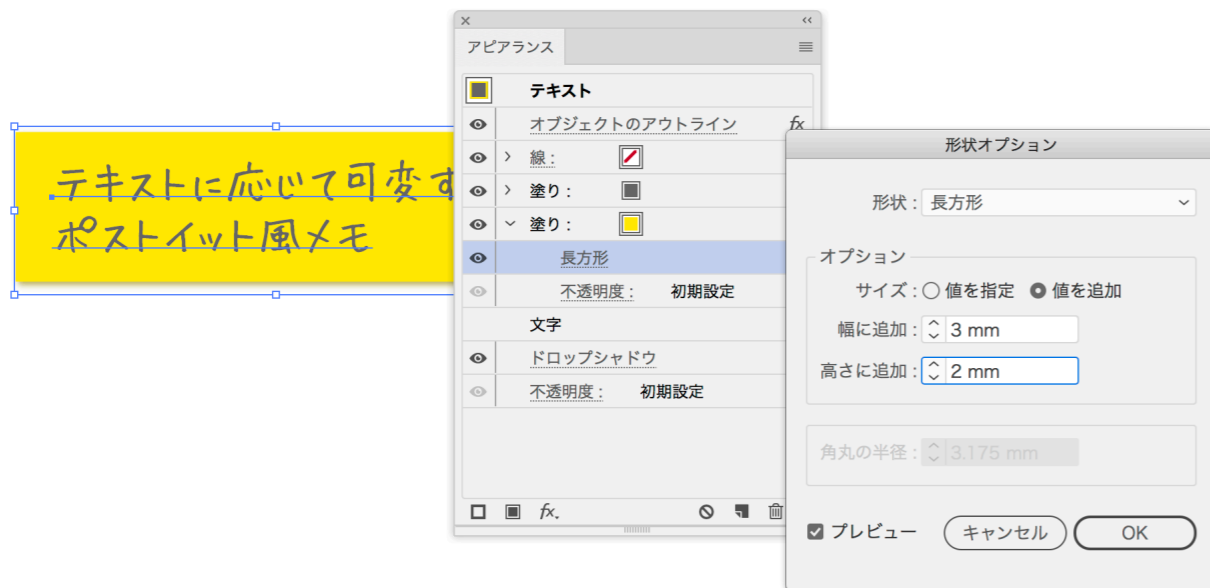 アピアランス
テキスト
オブジェクトのアウトライン fx
線：
塗り：
塗り：
長方形
不透明度： 初期設定
文字
ドロップシャドウ
不透明度： 初期設定
fx.
テキストに応じて可変す
ポストイット風メモ
形状オプション
形状： 長方形
オプション
サイズ： 値を指定 値を追加
幅に追加： 3 mm
高さに追加： 2 mm
角丸の半径： 3.175 mm
プレビュー キャンセル OK